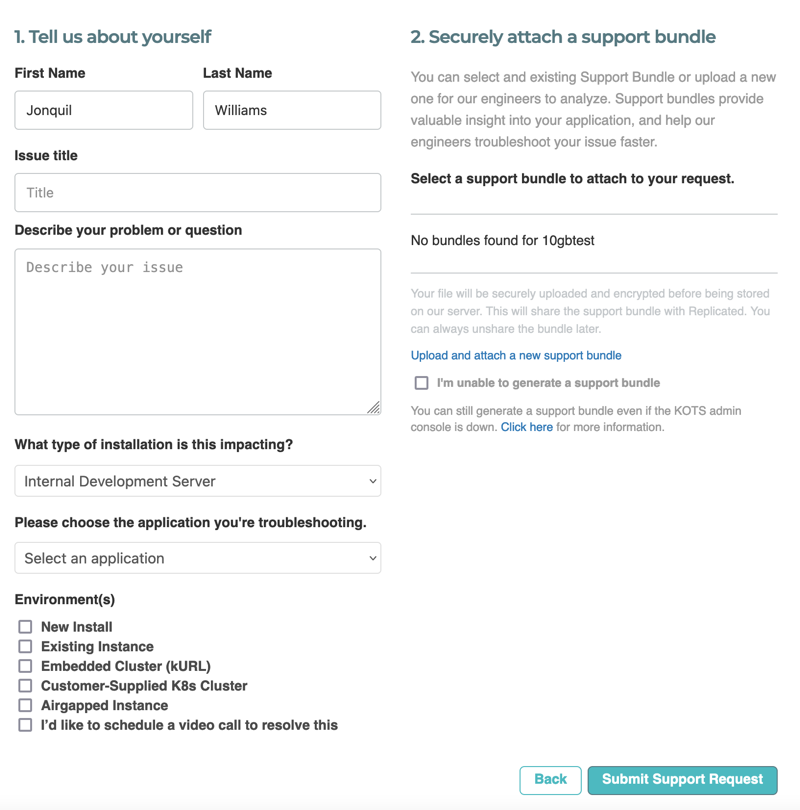 1. Tell us about yourself
First Name
Last Name
Jonquil
Williams
Issue title
Title
Describe your problem or question
Describe your issue
What type of installation is this impacting?
Internal Development Server
Please choose the application you're troubleshooting.
Select an application
Environment(s)
New Install
Existing Instance
Embedded Cluster (kURL)
Customer-Supplied K8s Cluster
Airgapped Instance
I'd like to schedule a video call to resolve this
2. Securely attach a support bundle
You can select and existing Support Bundle or upload a new
one for our engineers to analyze. Support bundles provide
valuable insight into your application, and help our
engineers troubleshoot your issue faster.
Select a support bundle to attach to your request.
No bundles found for 10gbtest
Your file will be securely uploaded and encrypted before being stored
on our server. This will share the support bundle with Replicated. You
can always unshare the bundle later.
Upload and attach a new support bundle
I'm unable to generate a support bundle
You can still generate a support bundle even if the KOTS admin
console is down. Click here for more information.
Back
Submit Support Request